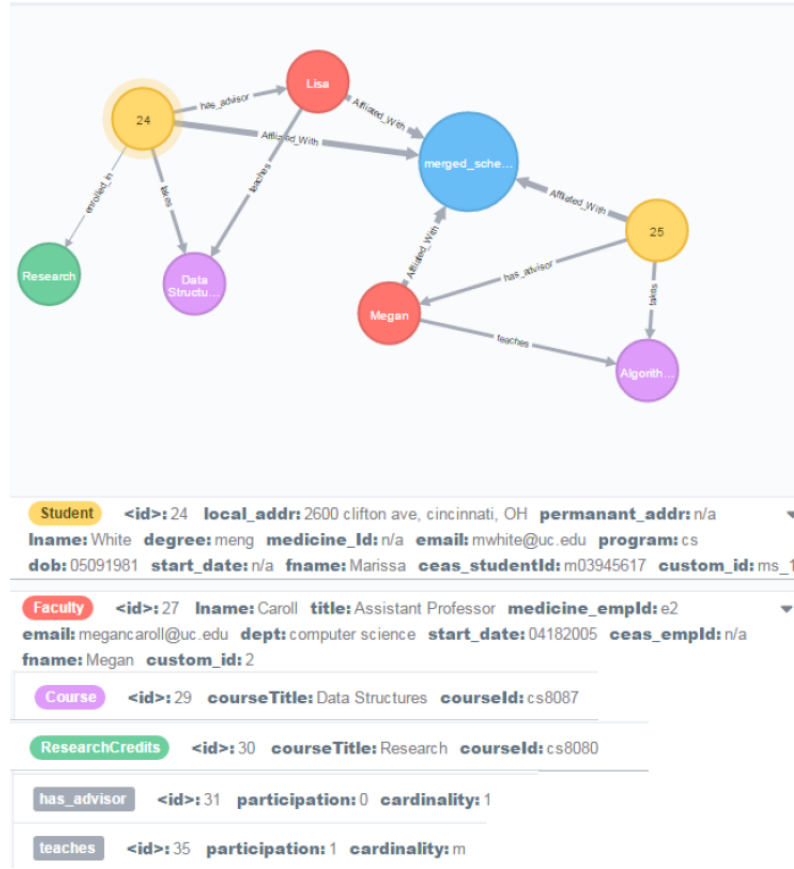 Lisa
has_advisor
Affliated_With
24
Affliated_With
merged_sche...
teaches
enrolled_in
takes
Affliated_With
25
Affliated_With
Research
Data
Structu...
has_advisor
takes
Megan
teaches
Algorith...
Student <id>: 24 local_addr: 2600 clifton ave, cincinnati, OH permanant_addr: n/a
lname: White degree: meng medicine_Id: n/a email: mwhite@uc.edu program: cs
dob: 05091981 start_date: n/a fname: Marissa ceas_studentId: m03945617 custom_id: ms_1
Faculty <id>: 27 lname: Caroll title: Assistant Professor medicine_empId: e2
email: megancaroll@uc.edu dept: computer science start_date: 04182005 ceas_empId: n/a
fname: Megan custom_id: 2
Course <id>: 29 courseTitle: Data Structures courseId: cs8087
ResearchCredits <id>: 30 courseTitle: Research courseId: cs8080
has_advisor <id>: 31 participation: 0 cardinality: 1
teaches <id>: 35 participation: 1 cardinality: m